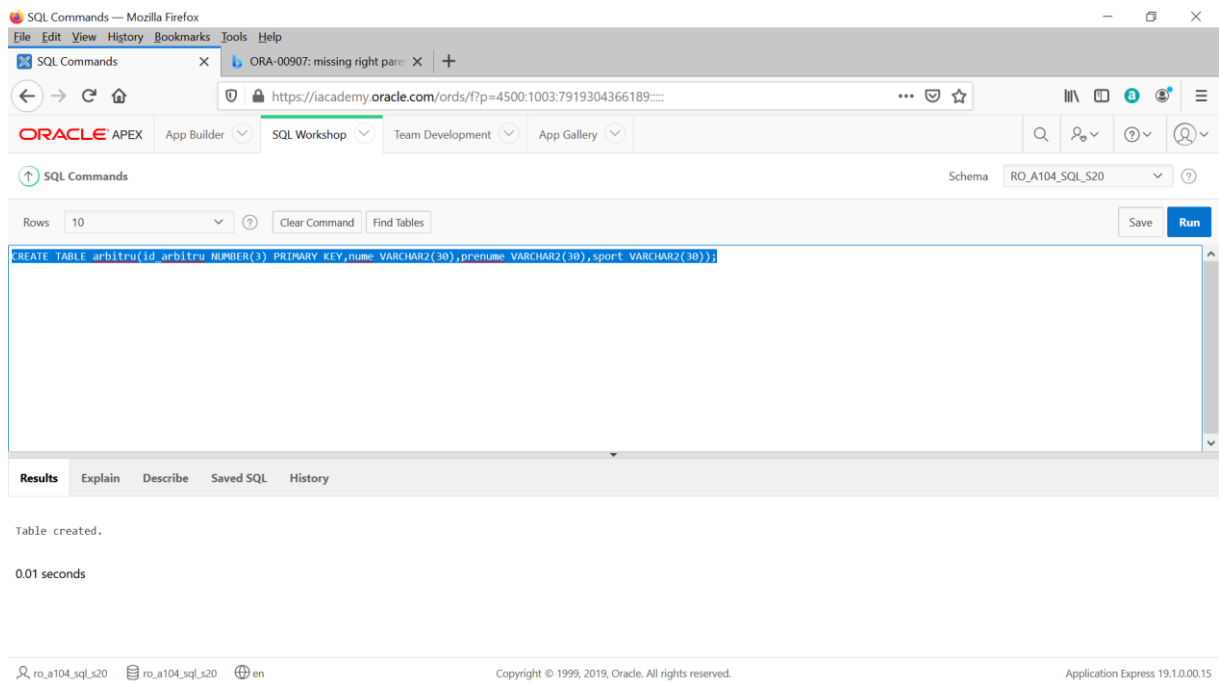 SQL Commands — Mozilla Firefox
File Edit View History Bookmarks Tools Help
SQL Commands
ORA-00907: missing right paren
https://iacademy.oracle.com/ords/f?p=4500:1003:7919304366189:::::
ORACLE APEX App Builder SQL Workshop Team Development App Gallery
SQL Commands Schema RO_A104_SQL_S20
Rows 10 Clear Command Find Tables Save Run
CREATE TABLE arbitru(id_arbitru NUMBER(3) PRIMARY KEY,nume VARCHAR2(30),prenume VARCHAR2(30),sport VARCHAR2(30));
Results Explain Describe Saved SQL History
Table created.
0.01 seconds
ro_a104_sql_s20 ro_a104_sql_s20 en Copyright © 1999, 2019, Oracle. All rights reserved. Application Express 19.1.0.00.15